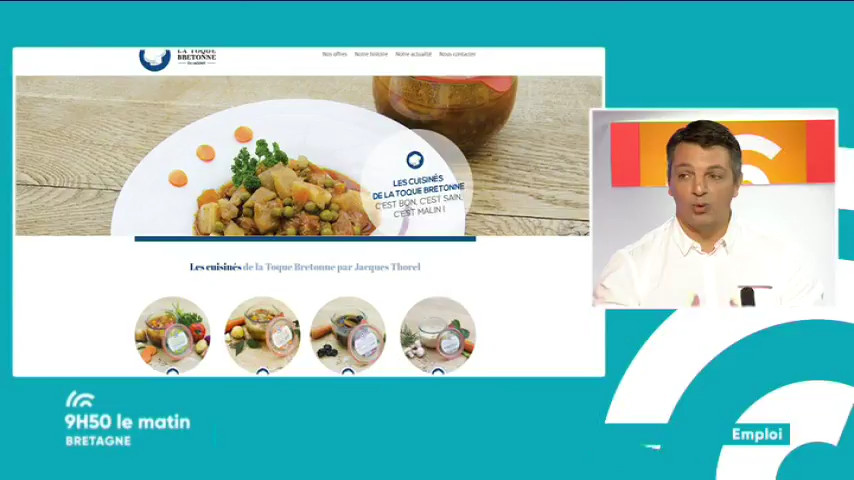 LA TOQUE
BRETONNE
Nos offres Notre histoire Notre actualité Nous contacter
LES CUISINÉS
DE LA TOQUE BRETONNE
C'EST BON, C'EST SAIN,
C'EST MALIN !
Les cuisinés de la Toque Bretonne par Jacques Thorel
9H50 le matin
BRETAGNE
Emploi